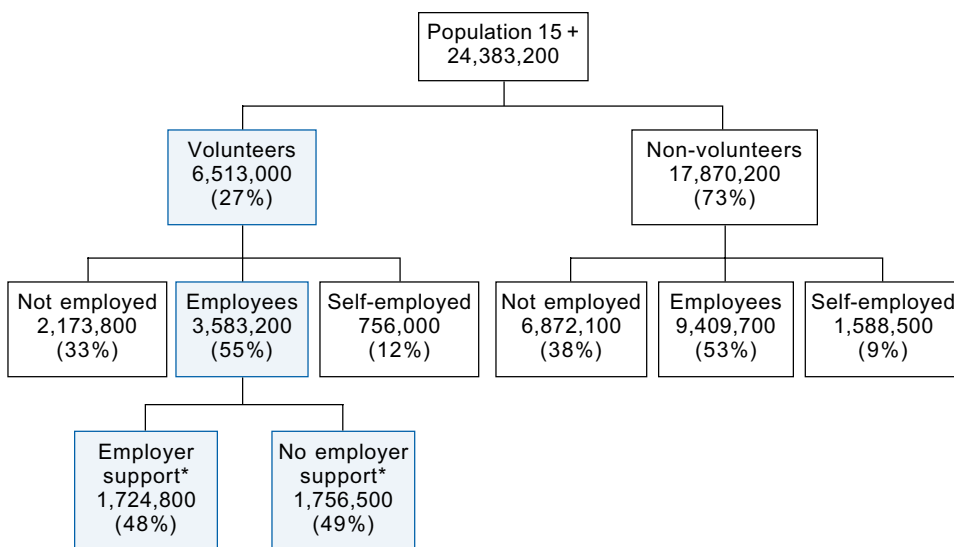 Population 15 +
24,383,200
Volunteers
6,513,000
(27%)
Non-volunteers
17,870,200
(73%)
Not employed
2,173,800
(33%)
Employees
3,583,200
(55%)
Self-employed
756,000
(12%)
Not employed
6,872,100
(38%)
Employees
9,409,700
(53%)
Self-employed
1,588,500
(9%)
Employer
support*
1,724,800
(48%)
No employer
support*
1,756,500
(49%)